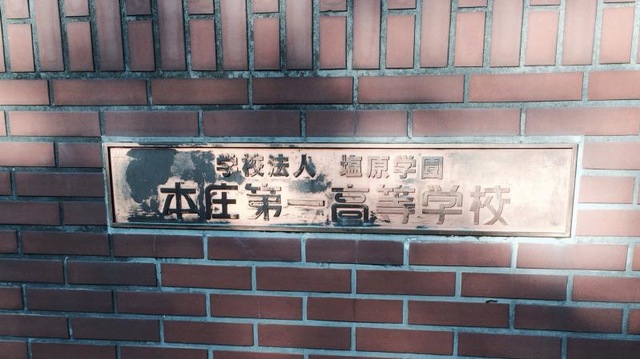 学校法人 塩原学園
本庄第一高等学校